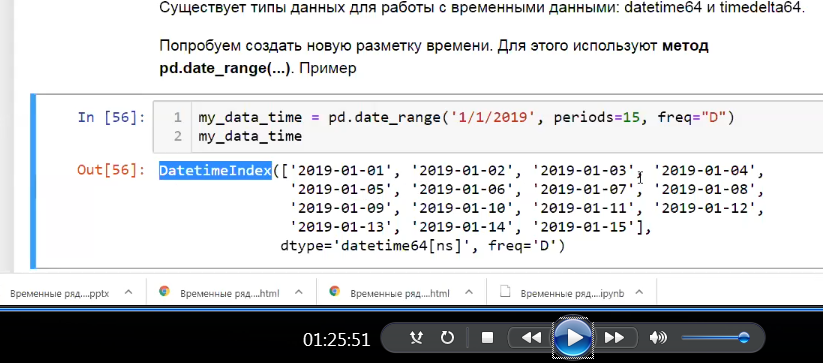 Существует типы данных для работы с временными данными: datetime64 и timedelta64.
Попробуем создать новую разметку времени. Для этого используют метод
pd.date_range(...). Пример
In [56]:
1 my_data_time = pd.date_range('1/1/2019', periods=15, freq="D")
2 my_data_time
Out[56]: DatetimeIndex(['2019-01-01', '2019-01-02', '2019-01-03', '2019-01-04',
'2019-01-05', '2019-01-06', '2019-01-07', '2019-01-08',
'2019-01-09', '2019-01-10', '2019-01-11', '2019-01-12',
'2019-01-13', '2019-01-14', '2019-01-15'],
dtype='datetime64[ns]', freq='D')
Временные ряд....pptx
Временные ряд....html
Временные ряд....html
Временные ряд....ipynb
01:25:51